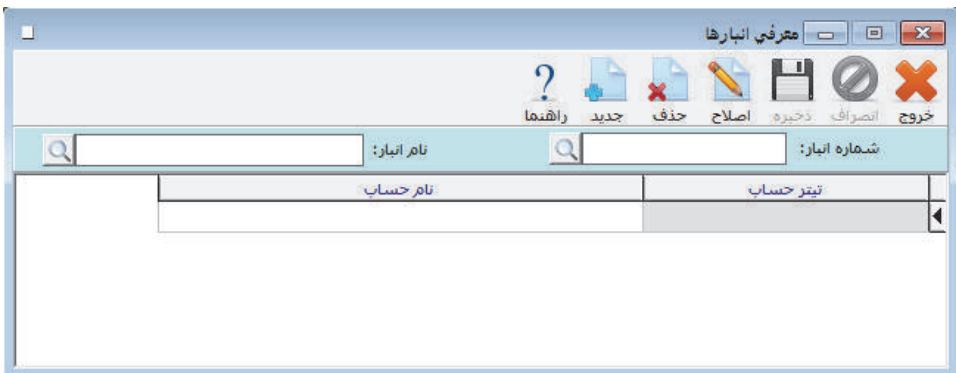 معرفي انبارها
خروج انصراف ذخيره اصلاح حذف جديد راهنما
شماره انبار: نام انبار:
تيتر حساب نام حساب